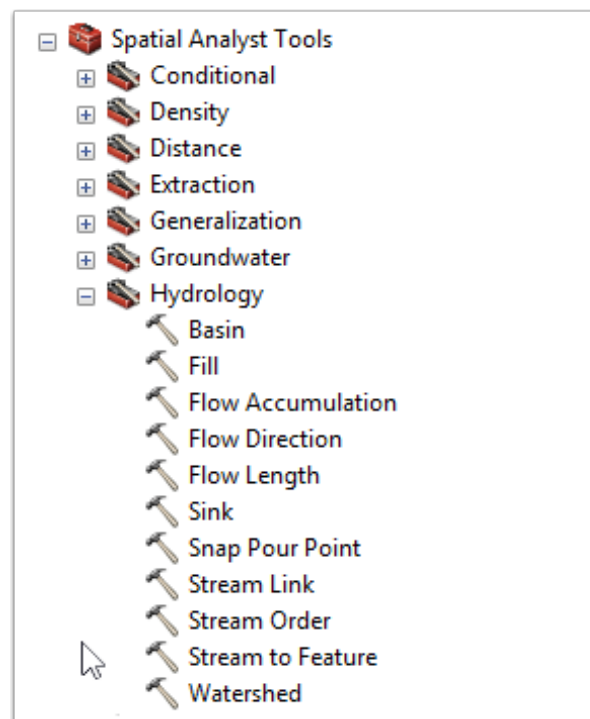 Spatial Analyst Tools
Conditional
Density
Distance
Extraction
Generalization
Groundwater
Hydrology
Basin
Fill
Flow Accumulation
Flow Direction
Flow Length
Sink
Snap Pour Point
Stream Link
Stream Order
Stream to Feature
Watershed